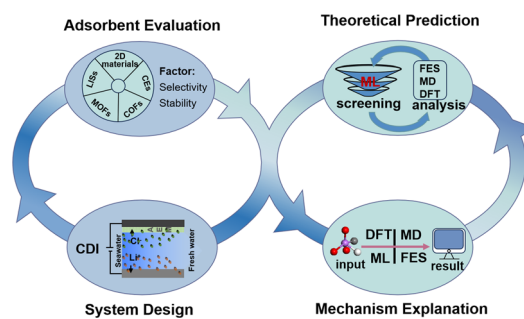 Adsorbent Evaluation
Theoretical Prediction
2D
materials
LISs
CEs
MOFs
COFs
Factor:
Selectivity
Stability
ML
screening
FES
MD
DFT
analysis
CDI
Seawater
A E M
Cl-
Li+
Fresh water
DFT MD
ML FES
input
result
System Design
Mechanism Explanation